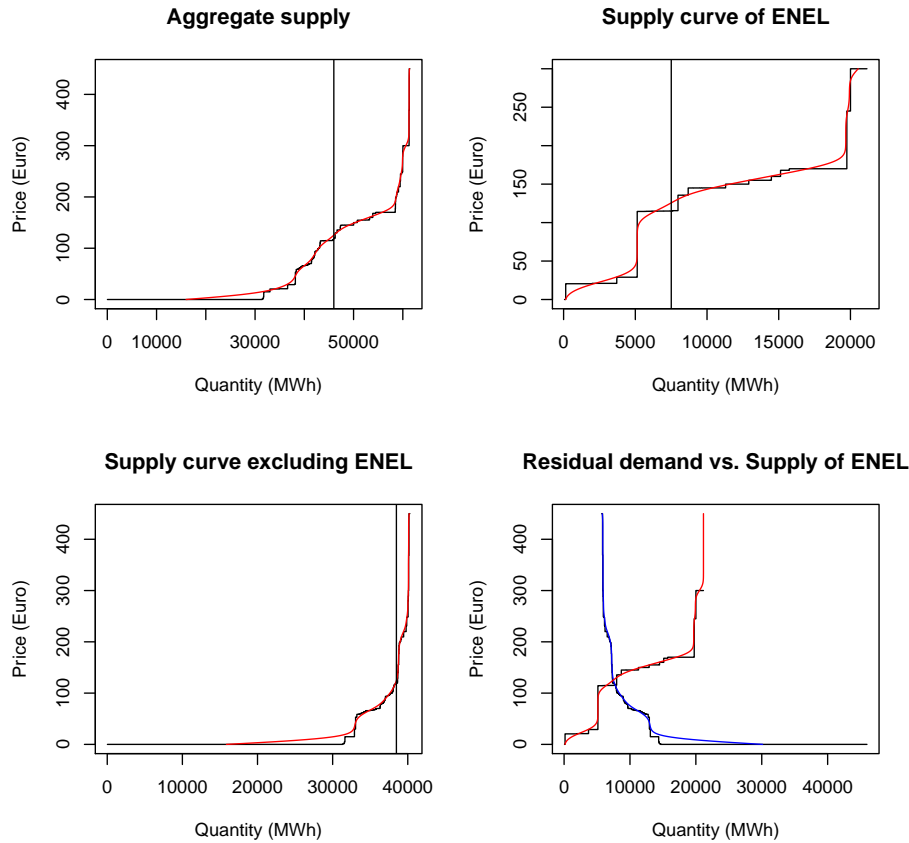 Aggregate supply
Supply curve of ENEL
Price (Euro)
0 100 200 300 400
0 10000 30000 50000
Quantity (MWh)
Price (Euro)
0 50 150 250
0 5000 10000 15000 20000
Quantity (MWh)
Supply curve excluding ENEL
Residual demand vs. Supply of ENEL
Price (Euro)
0 100 200 300 400
0 10000 20000 30000 40000
Quantity (MWh)
Price (Euro)
0 100 200 300 400
0 10000 20000 30000 40000
Quantity (MWh)